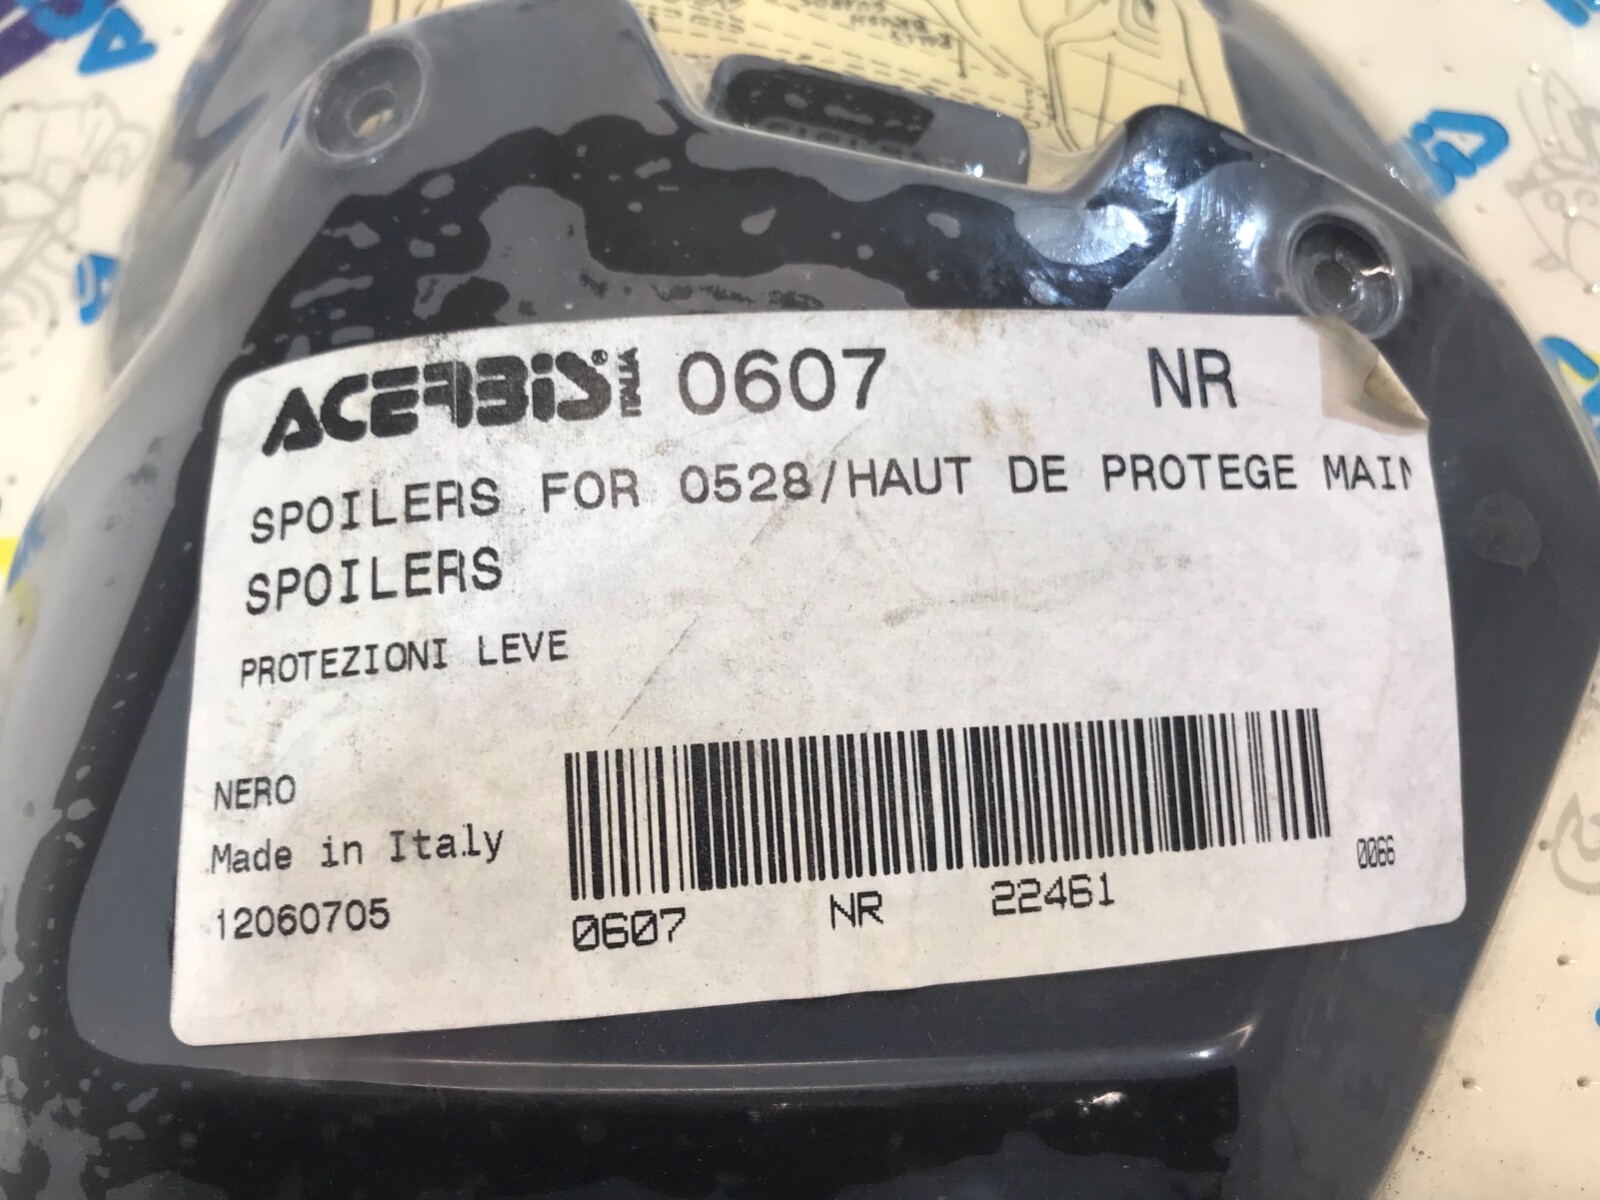 ACERBIS® ITALIA 0607 NR
SPOILERS FOR 0528/HAUT DE PROTEGE MAIN
SPOILERS
PROTEZIONI LEVE
NERO
Made in Italy
12060705
0607 NR 22461
0066